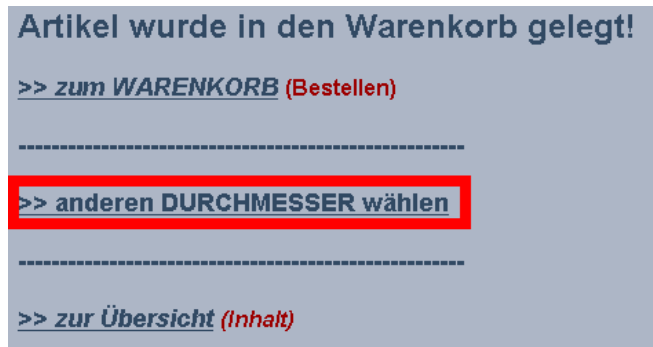 Artikel wurde in den Warenkorb gelegt!
>> zum WARENKORB (Bestellen)
------------------------------------------------------
>> anderen DURCHMESSER wählen
------------------------------------------------------
>> zur Übersicht (Inhalt)